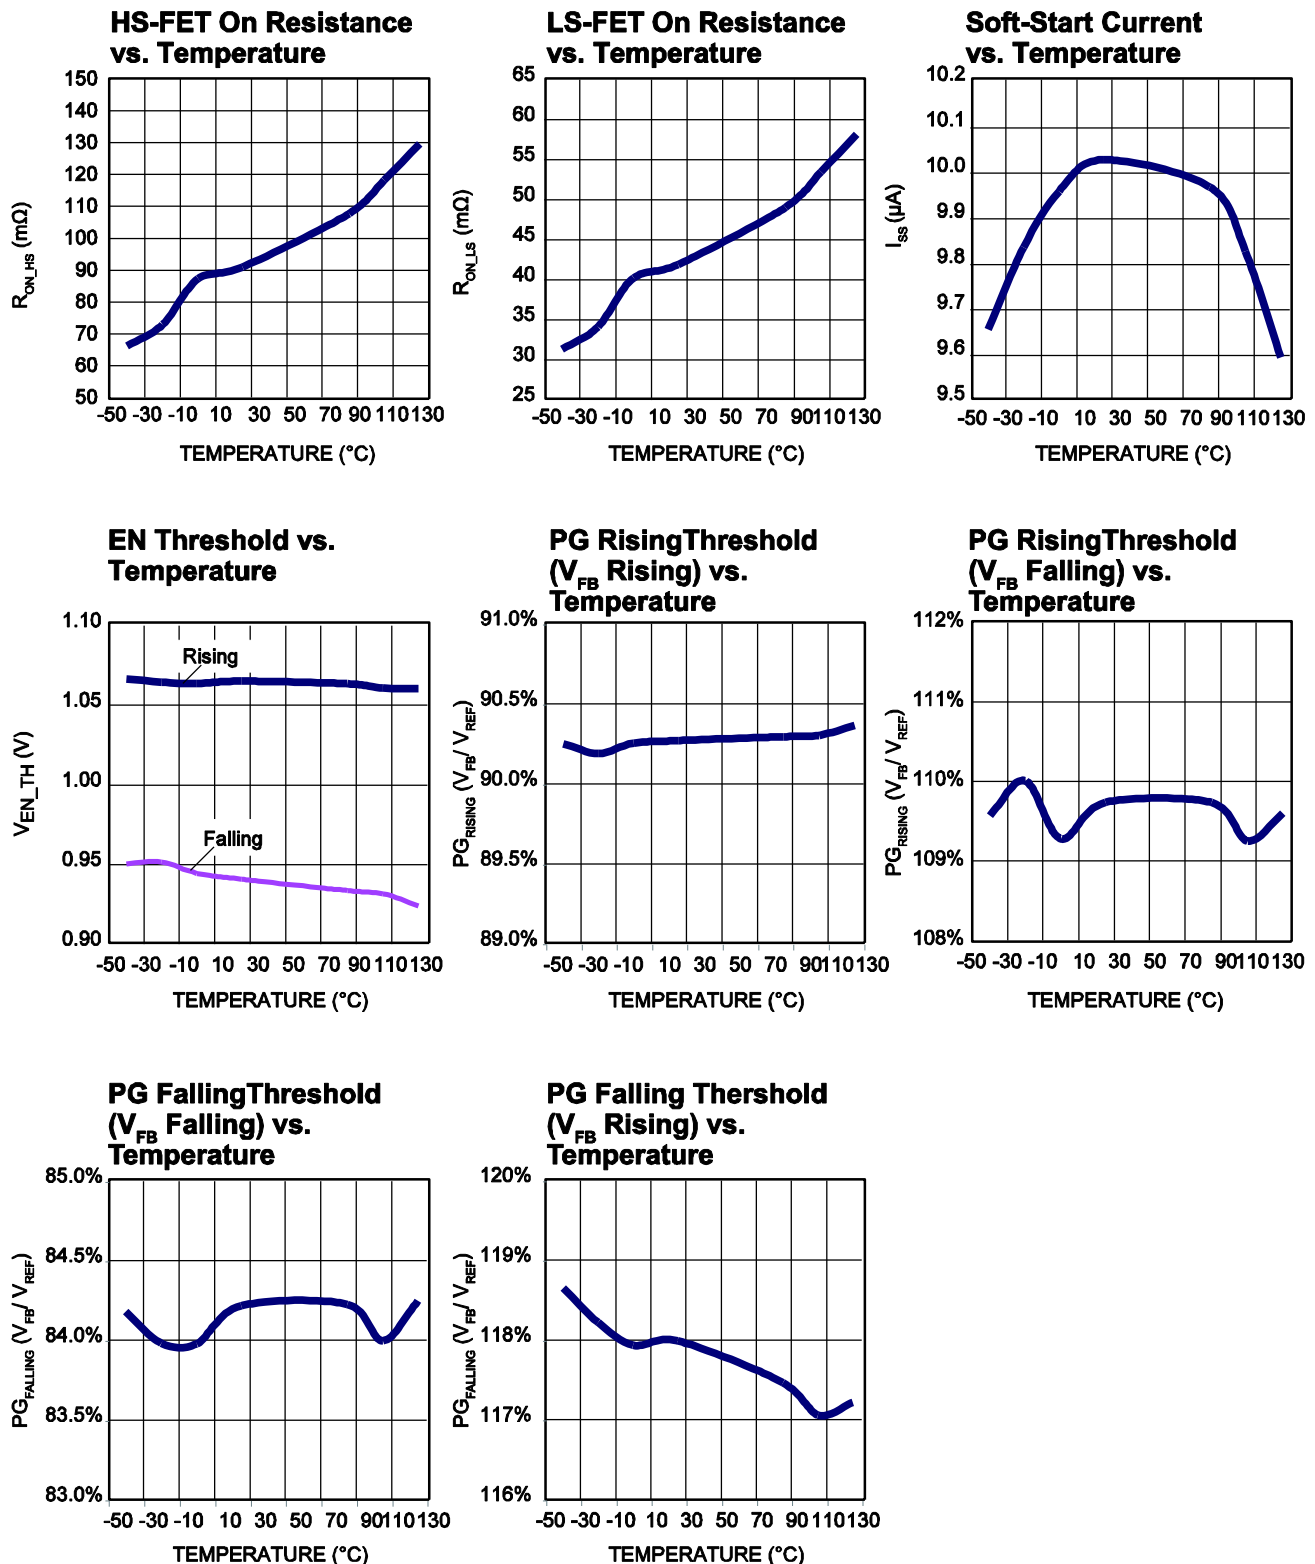 HS-FET On Resistance
vs. Temperature
150
140
130
120
110
100
90
80
70
60
50
R_ON_HS (mΩ)
-50 -30 -10 10 30 50 70 90 110 130
TEMPERATURE (°C)
LS-FET On Resistance
vs. Temperature
65
60
55
50
45
40
35
30
25
R_ON_LS (mΩ)
-50 -30 -10 10 30 50 70 90110 130
TEMPERATURE (°C)
Soft-Start Current
vs. Temperature
10.2
10.1
10.0
9.9
9.8
9.7
9.6
9.5
I_SS (µA)
-50 -30 -10 10 30 50 70 90 110 130
TEMPERATURE (°C)
EN Threshold vs.
Temperature
1.10
1.05
1.00
0.95
0.90
V_EN_TH (V)
Rising
Falling
-50 -30 -10 10 30 50 70 90 110 130
TEMPERATURE (°C)
PG RisingThreshold
(V_FB Rising) vs.
Temperature
91.0%
90.5%
90.0%
89.5%
89.0%
PG_RISING (V_FB/ V_REF)
-50 -30 -10 10 30 50 70 90110 130
TEMPERATURE (°C)
PG RisingThreshold
(V_FB Falling) vs.
Temperature
112%
111%
110%
109%
108%
PG_RISING (V_FB/ V_REF)
-50 -30 -10 10 30 50 70 90110 130
TEMPERATURE (°C)
PG FallingThreshold
(V_FB Falling) vs.
Temperature
85.0%
84.5%
84.0%
83.5%
83.0%
PG_FALLING (V_FB/ V_REF)
-50 -30 -10 10 30 50 70 90110 130
TEMPERATURE (°C)
PG Falling Thershold
(V_FB Rising) vs.
Temperature
120%
119%
118%
117%
116%
PG_FALLING (V_FB/ V_REF)
-50 -30 -10 10 30 50 70 90 110 130
TEMPERATURE (°C)